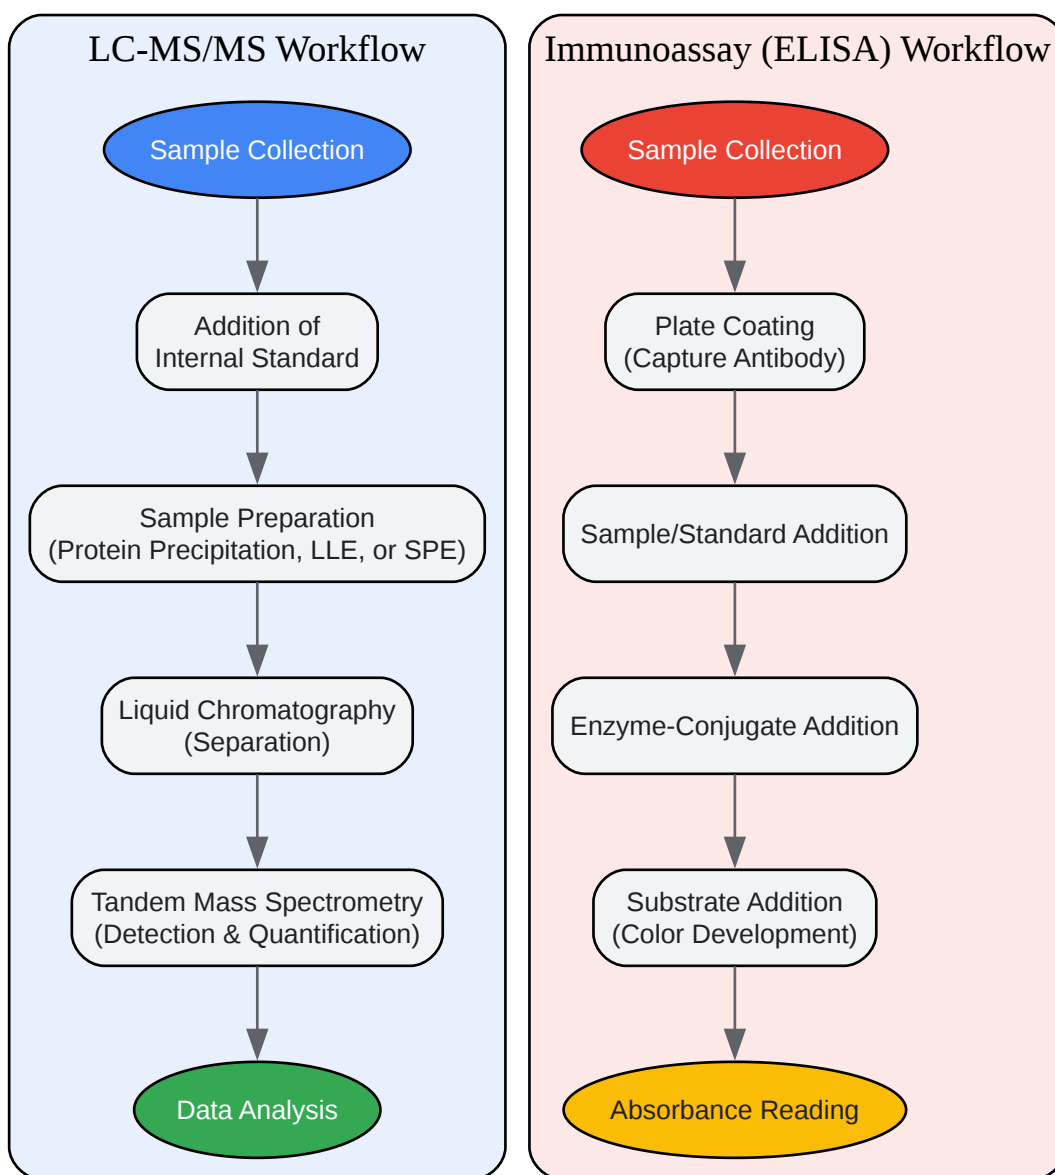 LC-MS/MS Workflow
Sample Collection
Addition of
Internal Standard
Sample Preparation
(Protein Precipitation, LLE, or SPE)
Liquid Chromatography
(Separation)
Tandem Mass Spectrometry
(Detection & Quantification)
Data Analysis
Immunoassay (ELISA) Workflow
Sample Collection
Plate Coating
(Capture Antibody)
Sample/Standard Addition
Enzyme-Conjugate Addition
Substrate Addition
(Color Development)
Absorbance Reading